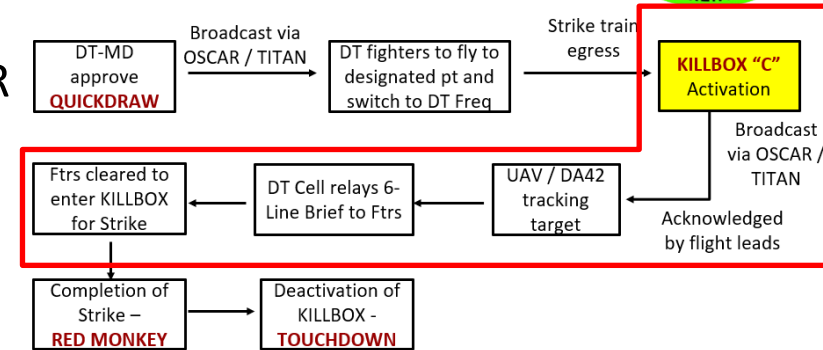 R
DT-MD
approve
QUICKDRAW
Broadcast via
OSCAR / TITAN
DT fighters to fly to
designated pt and
switch to DT Freq
Strike train
egress
KILLBOX “C”
Activation
Broadcast
via OSCAR /
TITAN
Acknowledged
by flight leads
UAV / DA42
tracking
target
DT Cell relays 6-
Line Brief to Ftrs
Ftrs cleared to
enter KILLBOX
for Strike
Completion of
Strike –
RED MONKEY
Deactivation of
KILLBOX -
TOUCHDOWN